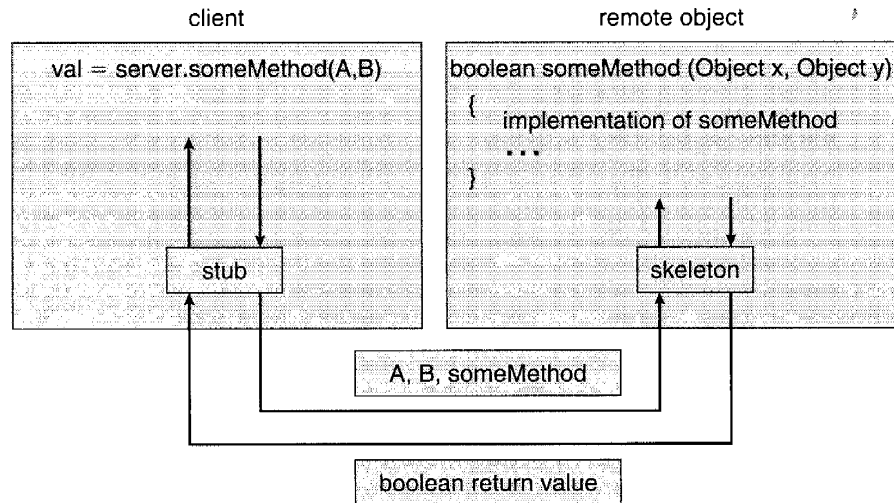 client
val = server.someMethod(A,B)
stub
remote object
boolean someMethod (Object x, Object y)
{
implementation of someMethod
...
}
skeleton
A, B, someMethod
boolean return value